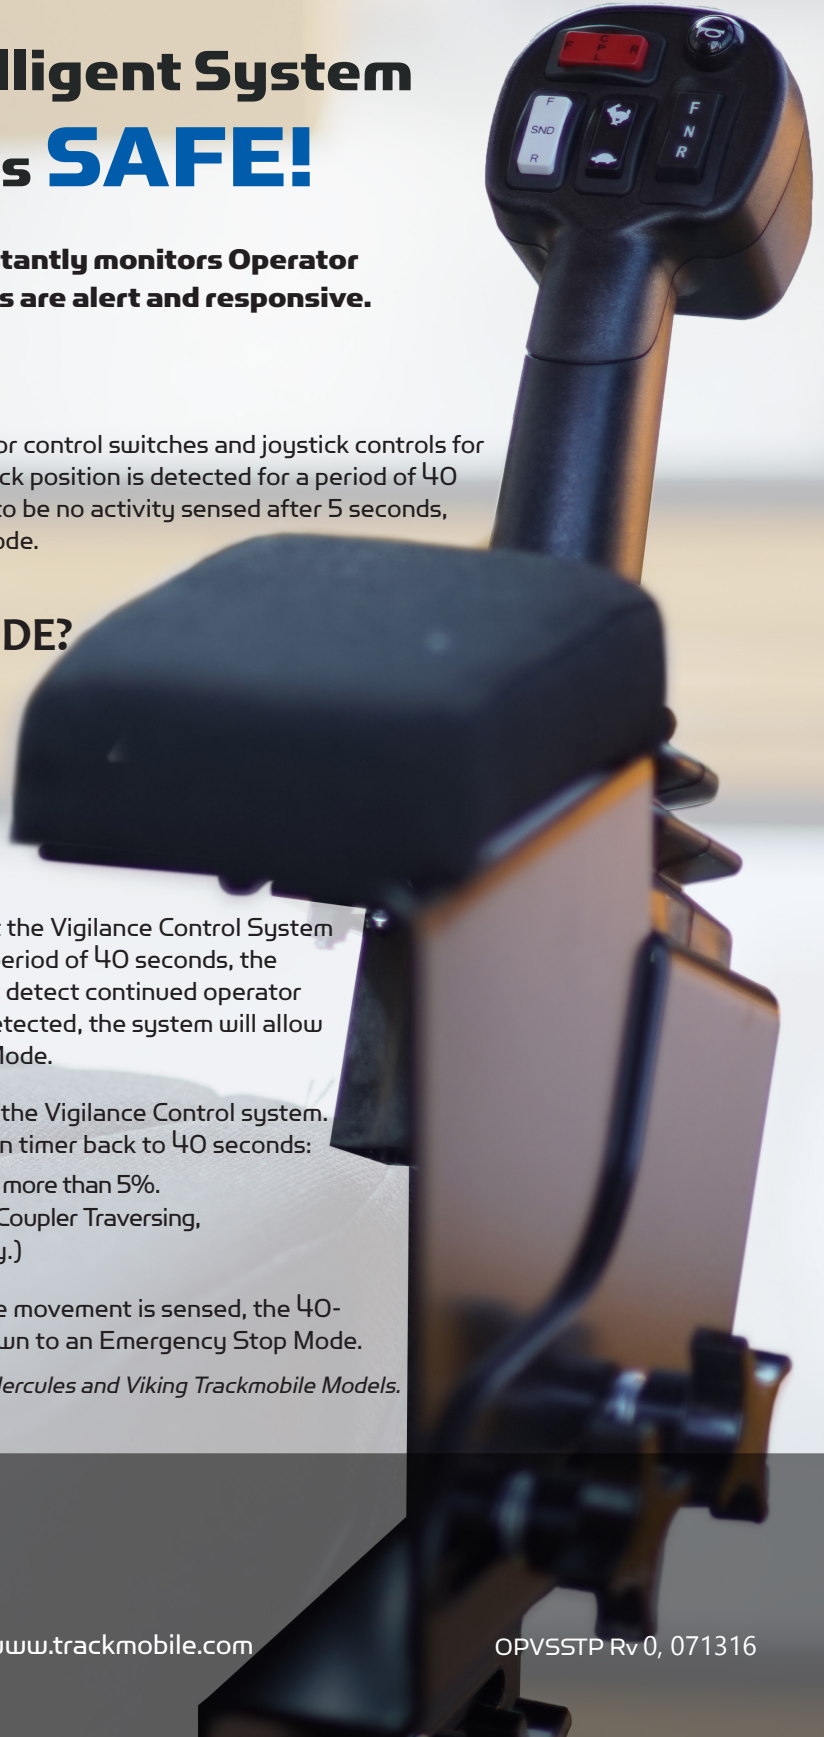 lligent System
s SAFE!
tantly monitors Operator
s are alert and responsive.
or control switches and joystick controls for
ck position is detected for a period of 40
to be no activity sensed after 5 seconds,
ode.
DE?
t the Vigilance Control System
eriod of 40 seconds, the
detect continued operator
etected, the system will allow
Mode.
the Vigilance Control system.
n timer back to 40 seconds:
more than 5%.
Coupler Traversing,
y.)
e movement is sensed, the 40-
wn to an Emergency Stop Mode.
Hercules and Viking Trackmobile Models.
www.trackmobile.com
OPVSSTP Rv 0, 071316
F CPL R
F SND R
F N R